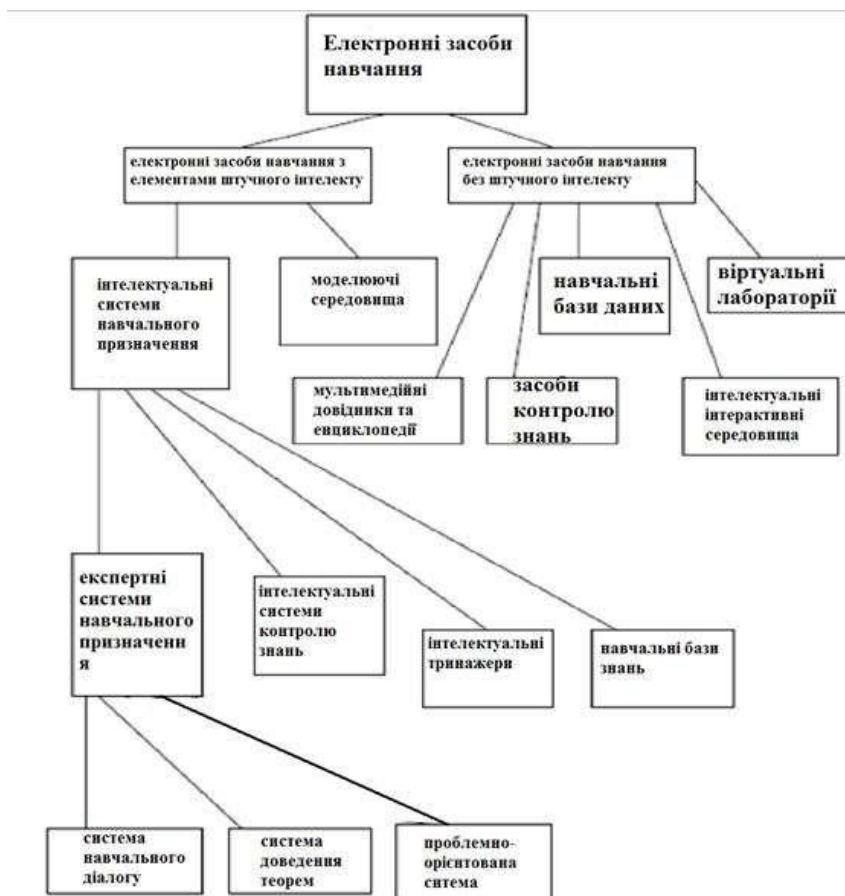 Електронні засоби
навчання
електронні засоби навчання з
елементами штучного інтелекту
електронні засоби навчання
без штучного інтелекту
інтелектуальні
системи
навчального
призначення
моделюючі
середовища
навчальні
бази даних
віртуальні
лабораторії
мультимедійні
довідники та
енциклопедії
засоби
контролю
знань
інтелектуальні
інтерактивні
середовища
експертні
системи
навчального
призначенн
я
інтелектуальні
системи
контролю
знань
інтелектуальні
тринажери
навчальні бази
знань
система
навчального
діалогу
система
доведення
теорем
проблемно-
орієнтована
ситема